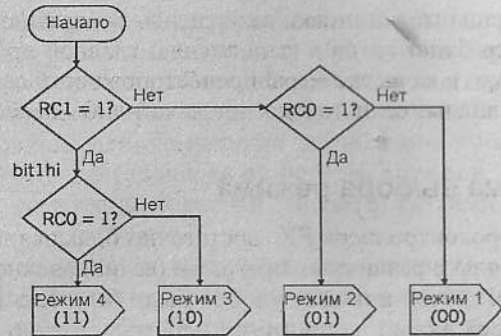 Начало
RC1 = 1?
Нет
RC0 = 1?
Нет
Да
Да
bit1hi
RC0 = 1?
Нет
Да
Режим 4
(11)
Режим 3
(10)
Режим 2
(01)
Режим 1
(00)